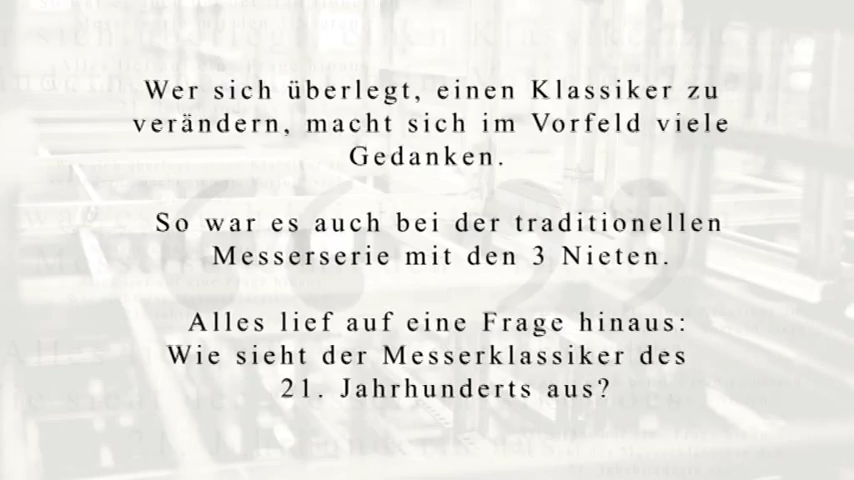 Wer sich überlegt, einen Klassiker zu
verändern, macht sich im Vorfeld viele
Gedanken.
So war es auch bei der traditionellen
Messerserie mit den 3 Nieten.
Alles lief auf eine Frage hinaus:
Wie sieht der Messerklassiker des
21. Jahrhunderts aus?